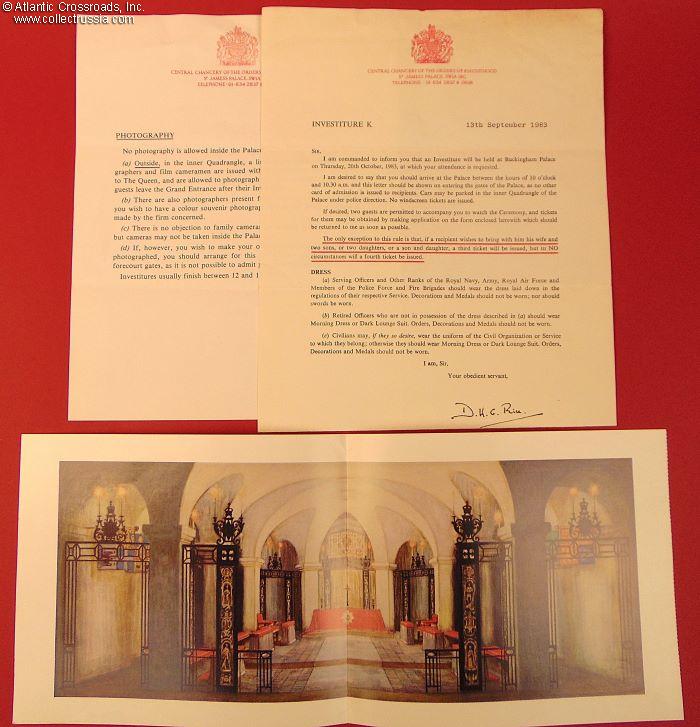 © Atlantic Crossroads, Inc.
www.collectrussia.com
CENTRAL CHANCERY OF THE ORDERS
ST JAMES'S PALACE, SW1A
TELEPHONE 01-834 2837 &
PHOTOGRAPHY
No photography is allowed inside the Palac
(a) Outside, in the inner Quadrangle, a li
graphers and film cameramen are issued with
to The Queen, and are allowed to photograph
guests leave the Grand Entrance after their Inv
(b) There are also photographers present f
you wish to have a colour souvenir photograp
made by the firm concerned.
(c) There is no objection to family cameras
but cameras may not be taken inside the Palac
(d) If, however, you wish to make your o
photographed, you should arrange for this
forecourt gates, as it is not possible to admit
Investitures usually finish between 12 and 1
CENTRAL CHANCERY OF THE ORDERS OF KNIGHTHOOD
ST JAMES'S PALACE, SW1A
TELEPHONE 01-834 2837 &
INVESTITURE K 13th September 1983
Sir,
I am commanded to inform you that an Investiture will be held at Buckingham Palace
on Thursday, 20th October, 1983, at which your attendance is requested.
I am desired to say that you should arrive at the Palace between the hours of 10 o'clock
and 10.30 a.m. and this letter should be shown on entering the gates of the Palace, as no other
card of admission is issued to recipients. Cars may be parked in the inner Quadrangle of the
Palace under police direction. No windscreen tickets are issued.
If desired, two guests are permitted to accompany you to watch the Ceremony, and tickets
for them may be obtained by making application on the form enclosed herewith which should
be returned to me as soon as possible.
The only exception to this rule is that, if a recipient wishes to bring with him his wife and
two sons, or two daughters, or a son and daughter, a third ticket will be issued, but in NO
circumstances will a fourth ticket be issued.
DRESS
(a) Serving Officers and Other Ranks of the Royal Navy, Army, Royal Air Force and
Members of the Police Force and Fire Brigades should wear the dress laid down in the
regulations of their respective Service. Decorations and Medals should not be worn; nor should
swords be worn.
(b) Retired Officers who are not in possession of the dress described in (a) should wear
Morning Dress or Dark Lounge Suit. Orders, Decorations and Medals should not be worn.
(c) Civilians may, if they so desire, wear the uniform of the Civil Organization or Service
to which they belong; otherwise they should wear Morning Dress or Dark Lounge Suit. Orders,
Decorations and Medals should not be worn.
I am, Sir,
Your obedient servant,